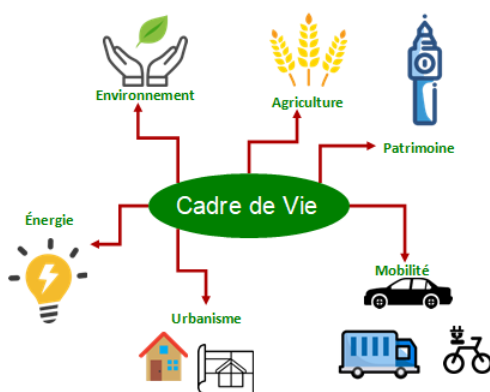 Environnement
Agriculture
Patrimoine
Cadre de Vie
Énergie
Mobilité
Urbanisme